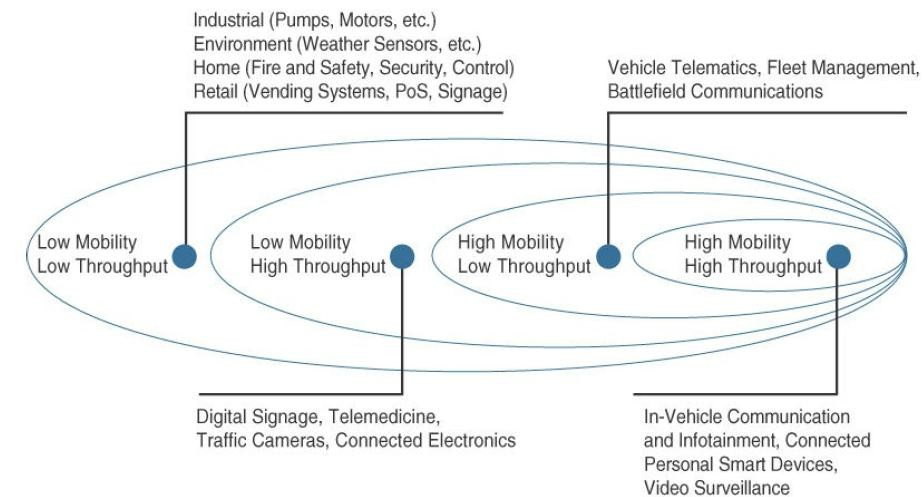 Industrial (Pumps, Motors, etc.)
Environment (Weather Sensors, etc.)
Home (Fire and Safety, Security, Control)
Retail (Vending Systems, PoS, Signage)
Vehicle Telematics, Fleet Management,
Battlefield Communications
Low Mobility
Low Throughput
Low Mobility
High Throughput
High Mobility
Low Throughput
High Mobility
High Throughput
Digital Signage, Telemedicine,
Traffic Cameras, Connected Electronics
In-Vehicle Communication
and Infotainment, Connected
Personal Smart Devices,
Video Surveillance